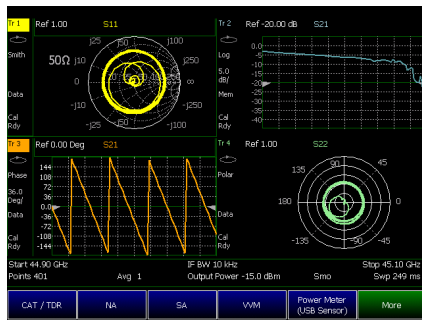 Tr 1 Ref 1.00 S11
Smith
Data
Cal
Rdy
50Ω
j10
j25
j50
j100
j250
0
∞
-j10
-j25
-j50
-j100
-j250
Tr 2 Ref -20.00 dB S21
Log
5.0
dB/
Mem
Cal
Rdy
0.0
-5
-10
-15
-20
-25
-30
-35
-40
Tr 3 Ref 0.00 Deg S21
Phase
36.0
Deg/
Data
Cal
Rdy
144
108
72
36
0.0
-36
-72
-108
-144
Tr 4 Ref 1.00 S22
Polar
Data
Cal
Rdy
90
45
0
-45
-90
-135
180
135
Start 44.90 GHz IF BW 10 kHz Stop 45.10 GHz
Points 401 Avg 1 Output Power -15.0 dBm Smo Swp 249 ms
CAT / TDR NA SA VVM Power Meter (USB Sensor) More